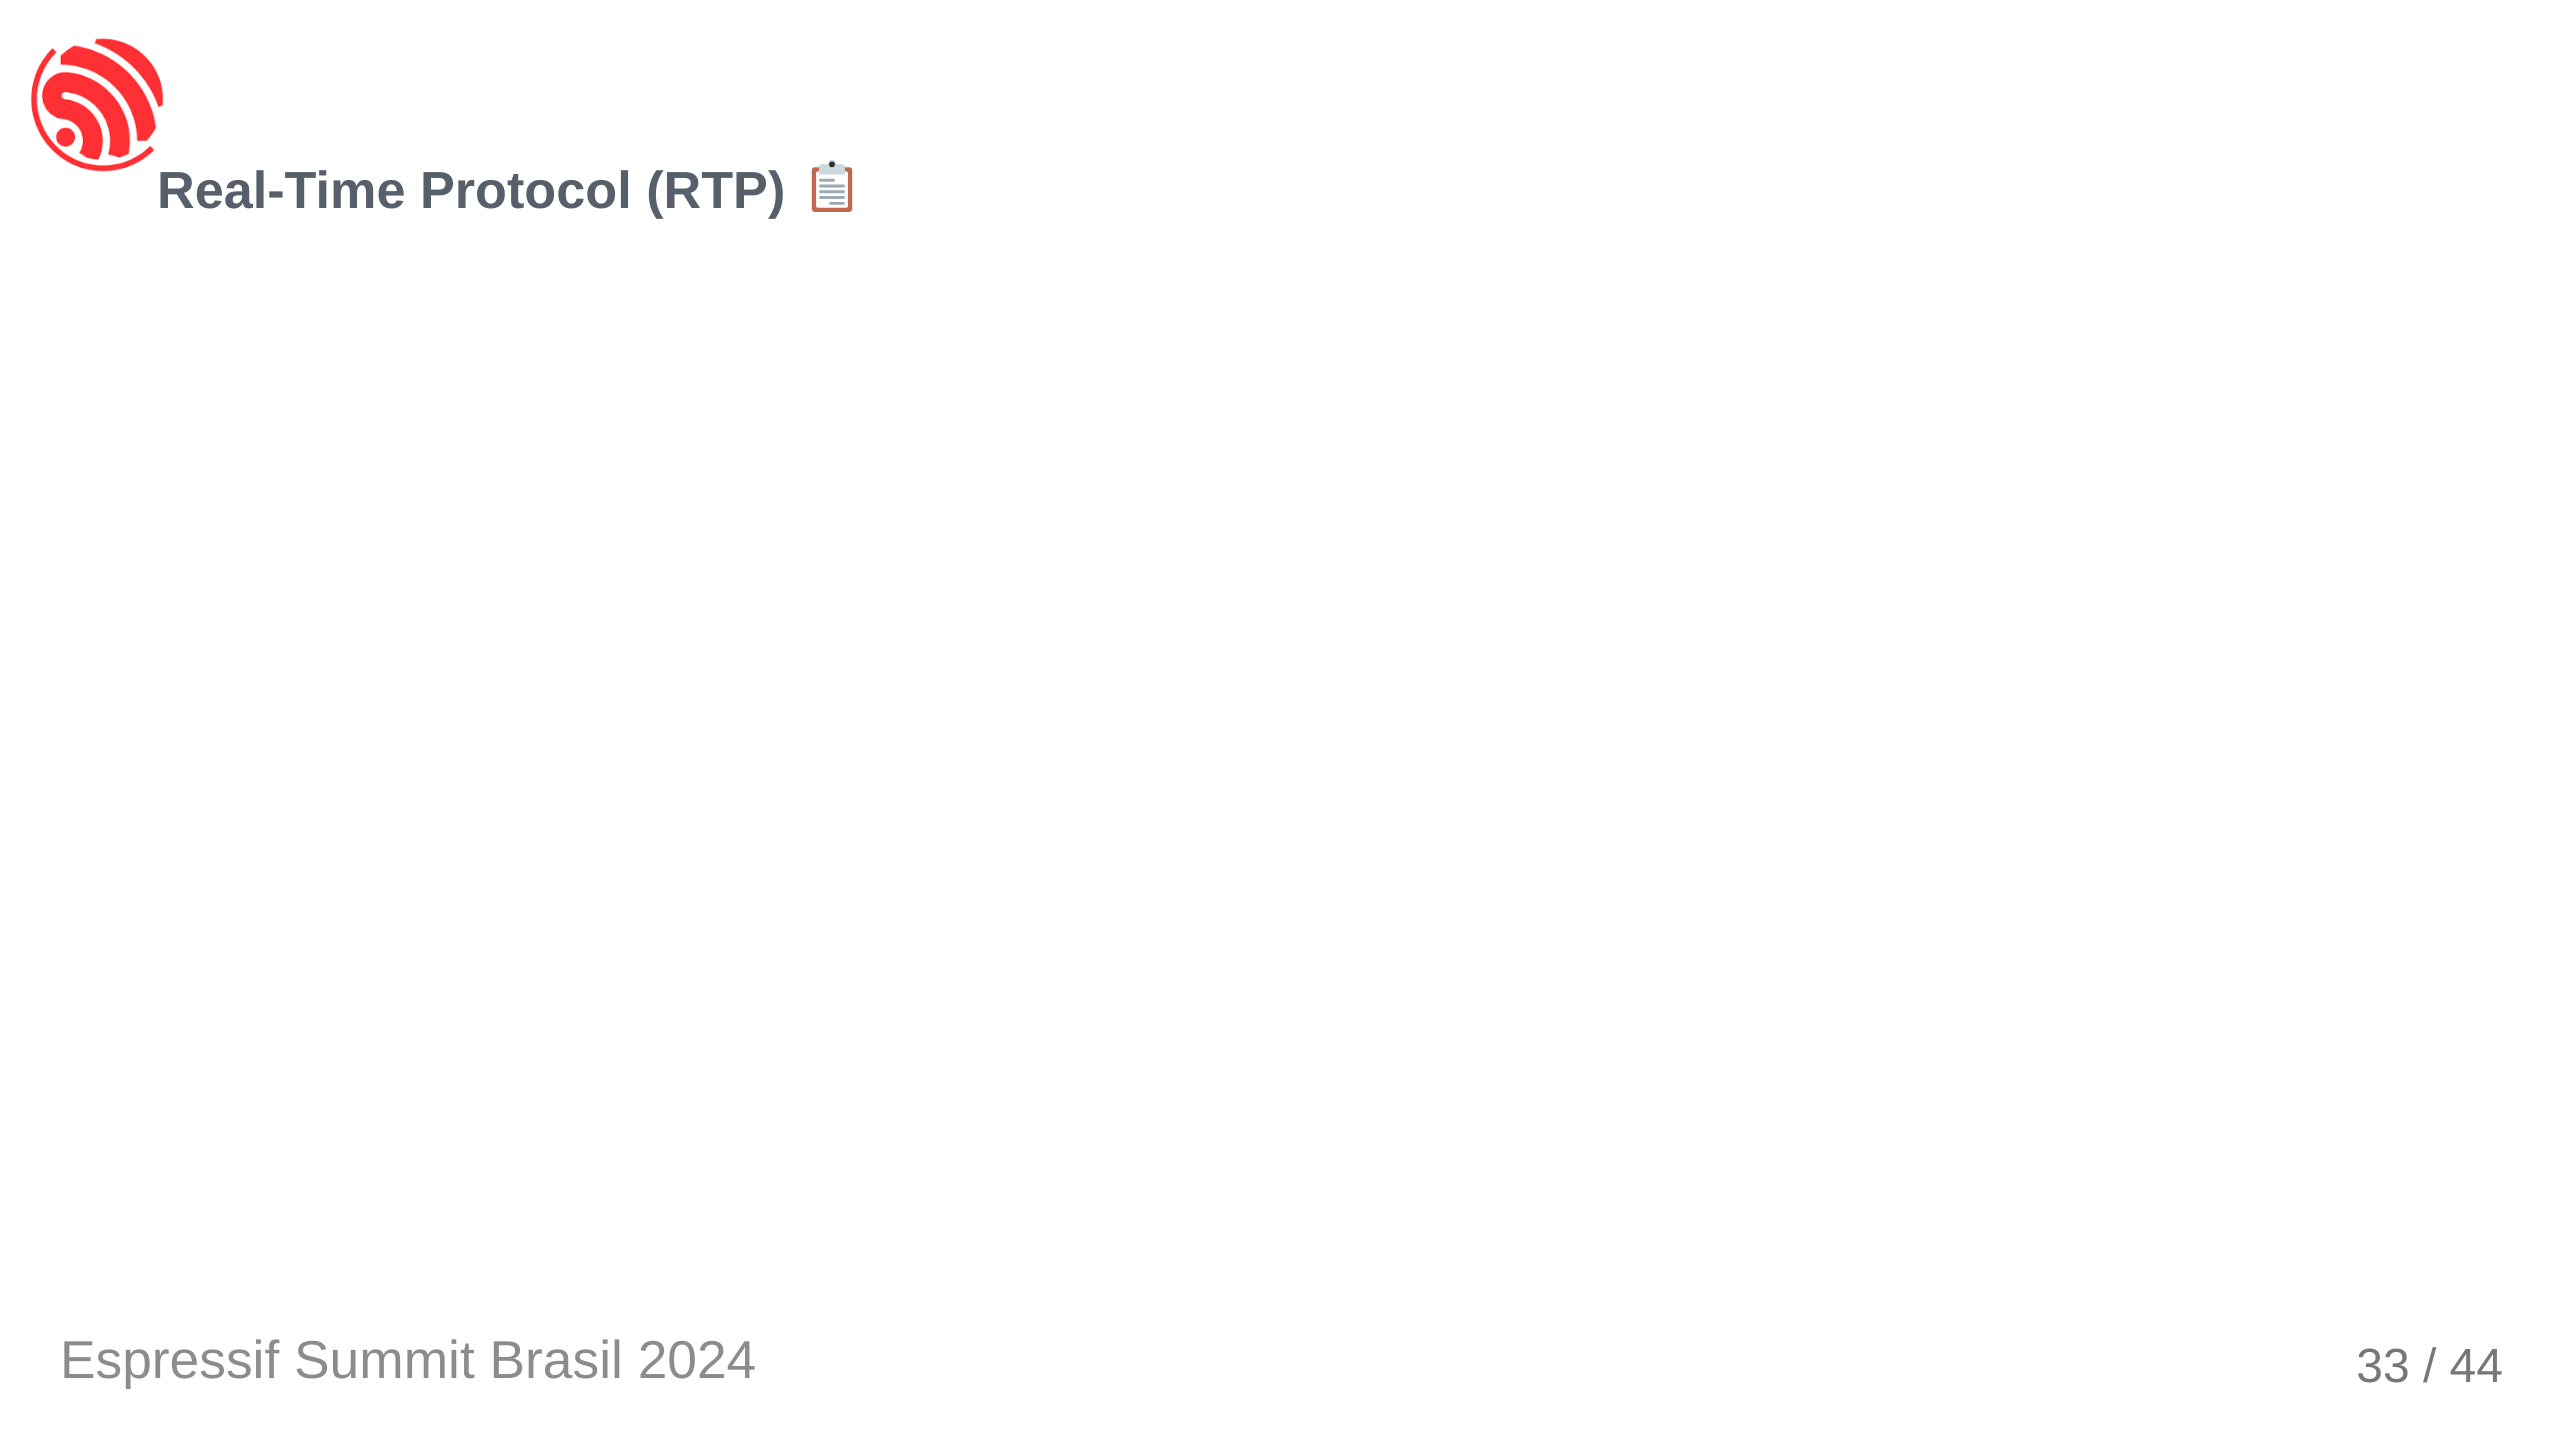 Real-Time Protocol (RTP) 📋
Espressif Summit Brasil 2024
33 / 44